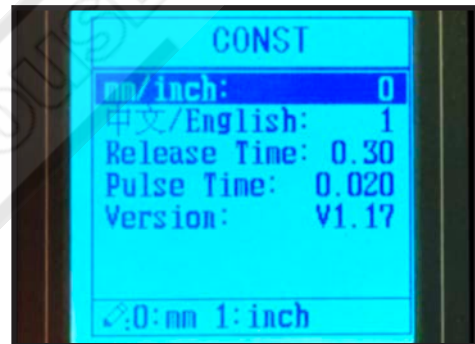 CONST
mm/inch: 0
中文/English: 1
Release Time: 0.30
Pulse Time: 0.020
Version: V1.17
0:mm 1:inch